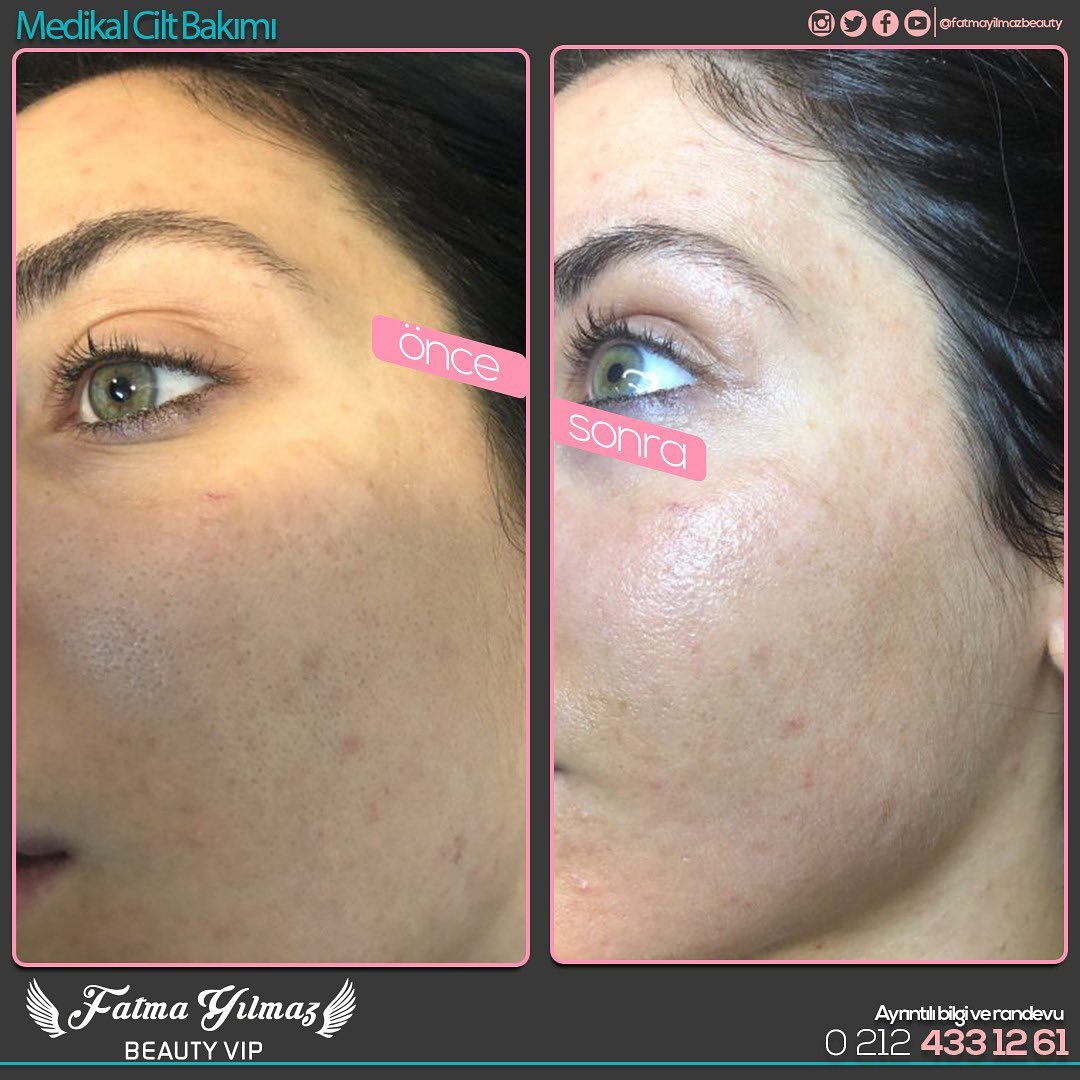 Medikal Cilt Bakımı
@fatmayilmazbeauty
önce
sonra
Fatma Yılmaz
BEAUTY VIP
Ayrıntılı bilgi ve randevu
0 212 433 12 61